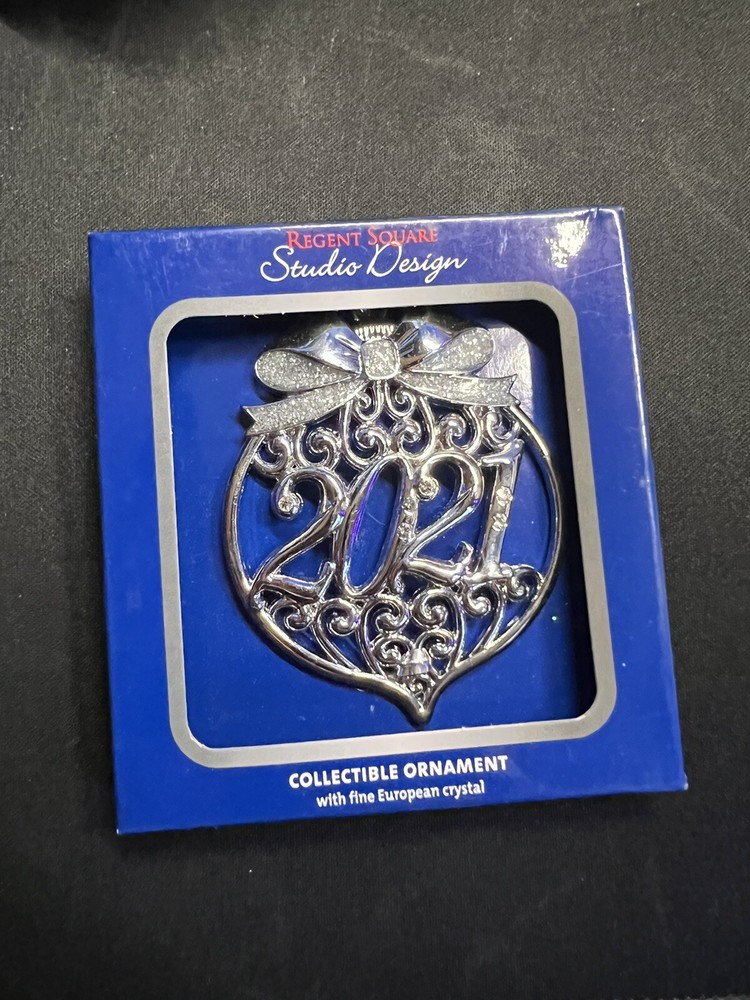 REGENT SQUARE
Studio Design
2021
COLLECTIBLE ORNAMENT
with fine European crystal